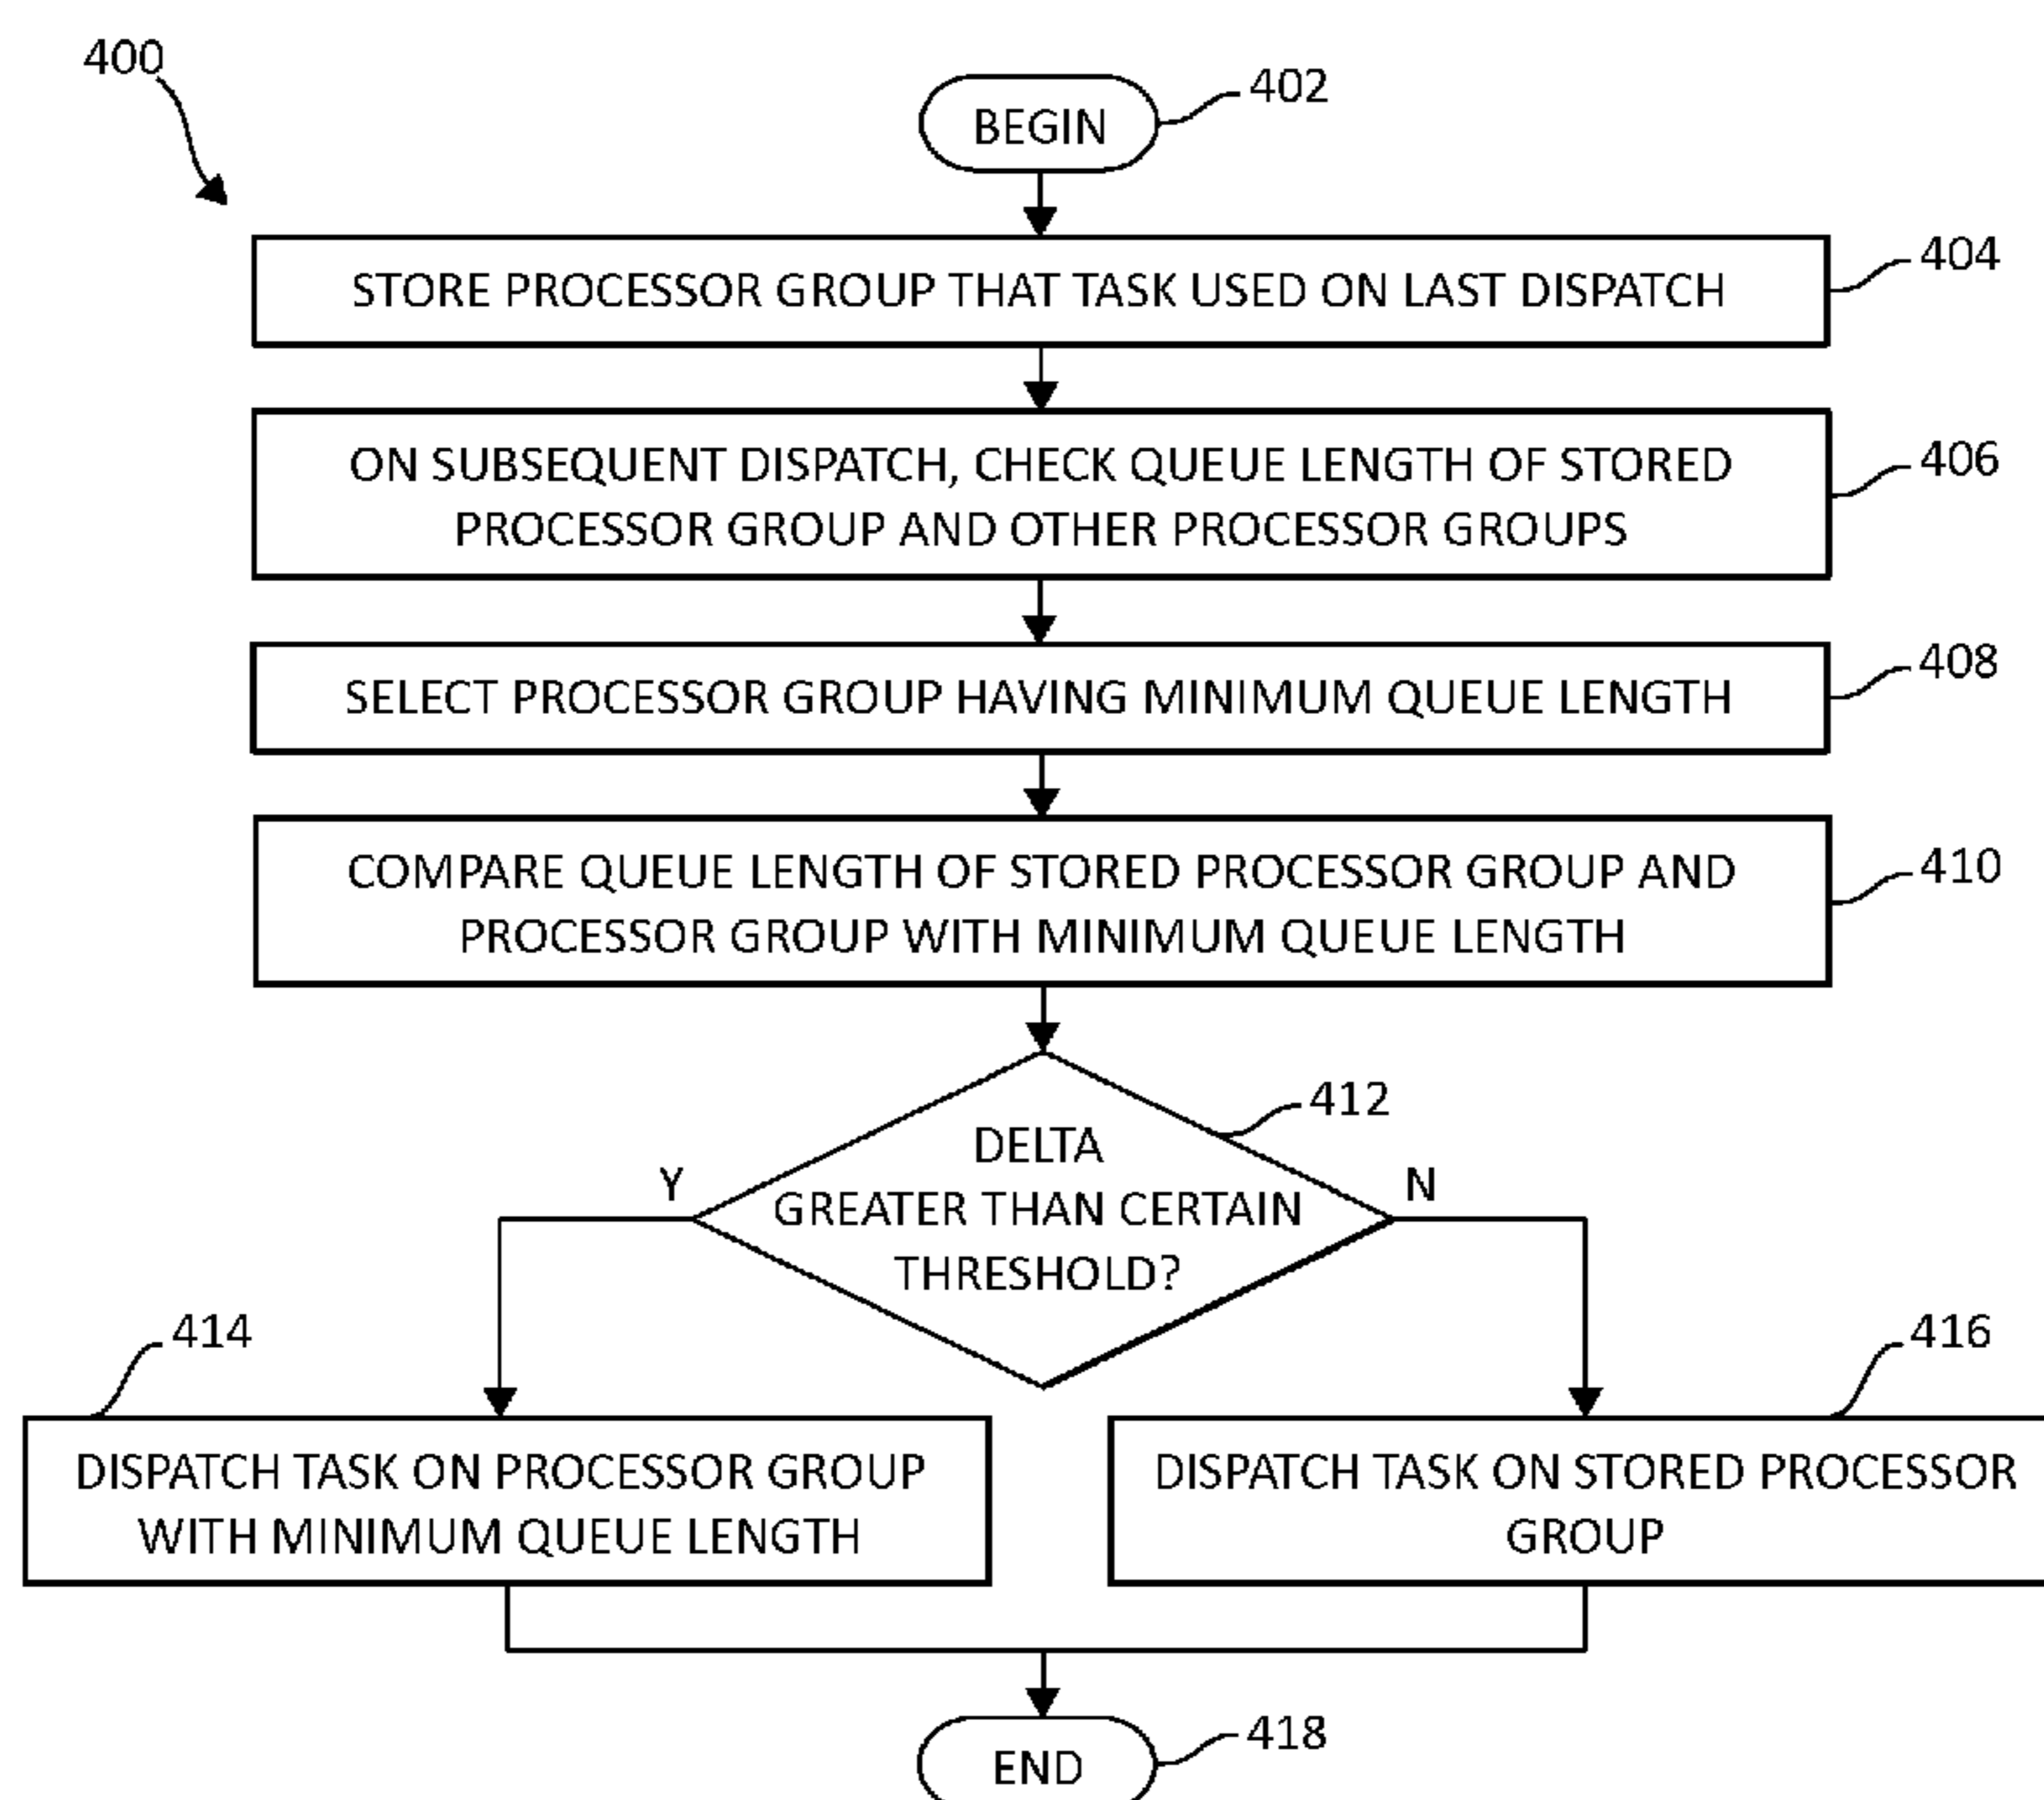 400
BEGIN
402
STORE PROCESSOR GROUP THAT TASK USED ON LAST DISPATCH
404
ON SUBSEQUENT DISPATCH, CHECK QUEUE LENGTH OF STORED
PROCESSOR GROUP AND OTHER PROCESSOR GROUPS
406
SELECT PROCESSOR GROUP HAVING MINIMUM QUEUE LENGTH
408
COMPARE QUEUE LENGTH OF STORED PROCESSOR GROUP AND
PROCESSOR GROUP WITH MINIMUM QUEUE LENGTH
410
412
DELTA
GREATER THAN CERTAIN
THRESHOLD?
Y
N
414
DISPATCH TASK ON PROCESSOR GROUP
WITH MINIMUM QUEUE LENGTH
416
DISPATCH TASK ON STORED PROCESSOR
GROUP
END
418